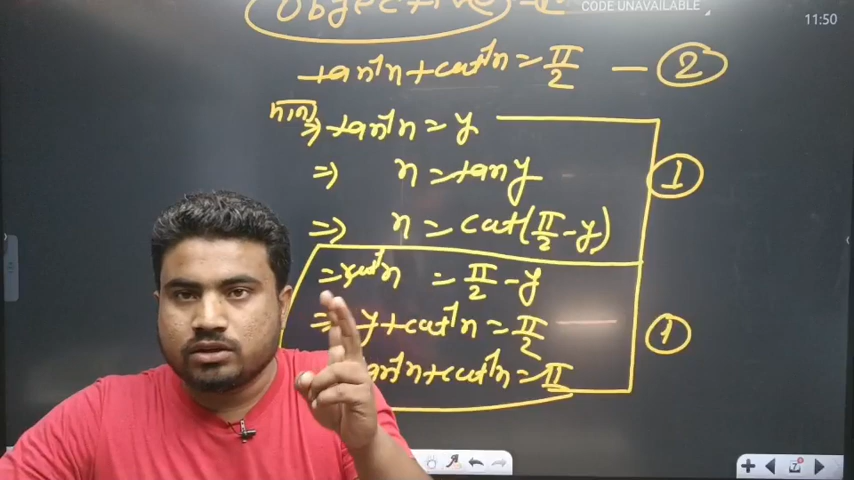 Objective
CODE UNAVAILABLE
11:50
tan⁻¹x + cot⁻¹x = π/2 — 2
⇒ tan⁻¹x = y
⇒ x = tan y
1
⇒ x = cot(π/2 - y)
⇒ cot⁻¹x = π/2 - y
⇒ y + cot⁻¹x = π/2
1
tan⁻¹x + cot⁻¹x = π